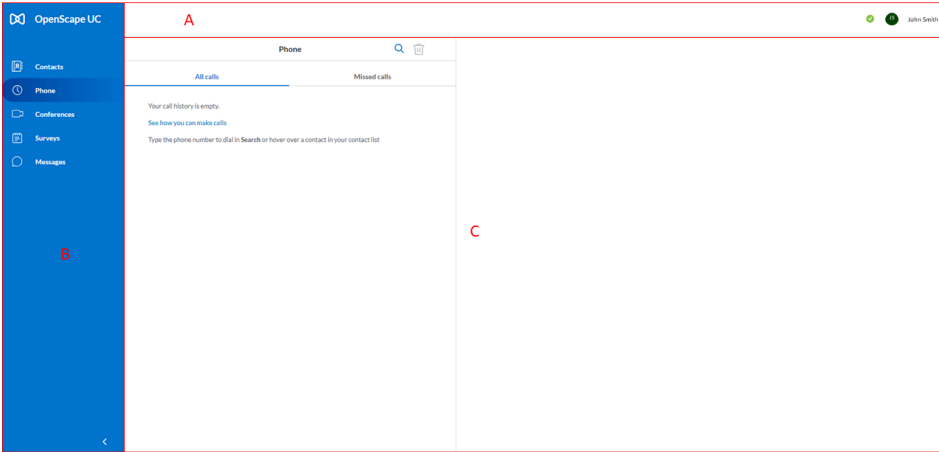 OpenScape UC
A
JS
John Smith
Contacts
Phone
Conferences
Surveys
Messages
B
Phone
All calls
Missed calls
Your call history is empty.
See how you can make calls
Type the phone number to dial in Search or hover over a contact in your contact list
C